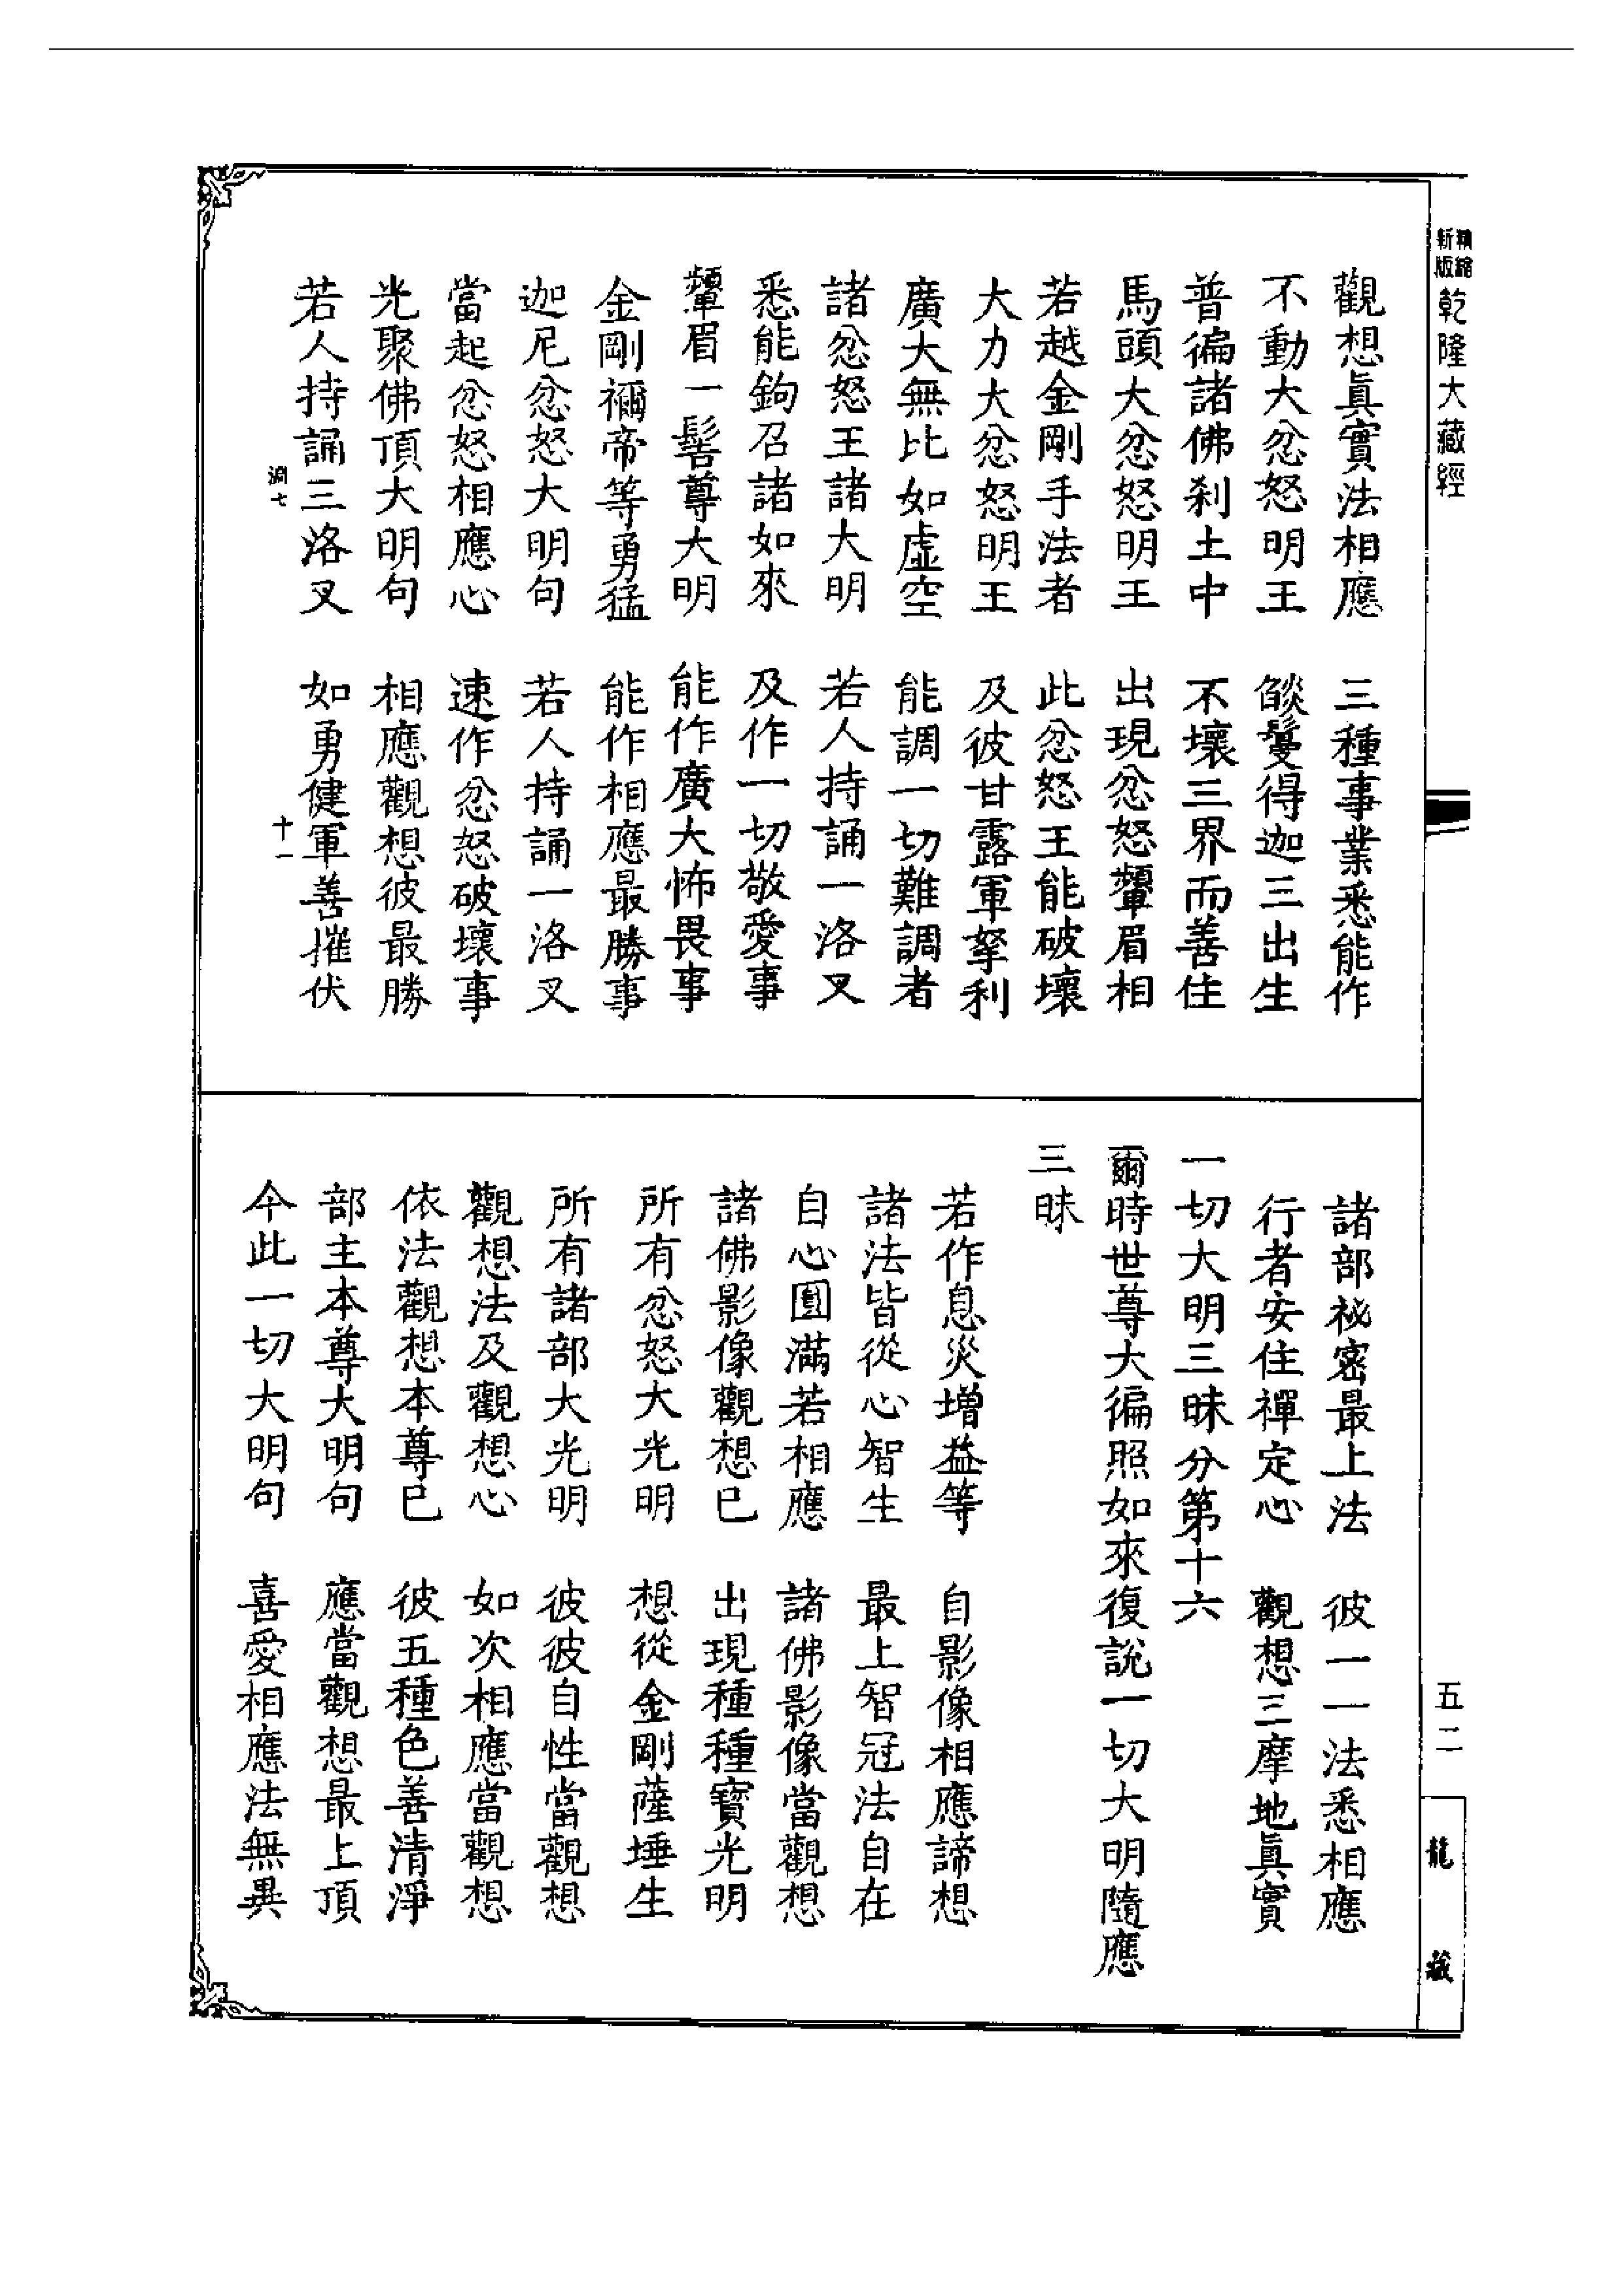 精縮
新版
乾隆大藏經
觀想眞實法相應　三種事業悉能作
不動大忿怒明王　燄鬘得迦三出生
普徧諸佛刹土中　不壞三界而善住
馬頭大忿怒明王　出現忿怒顰眉相
若越金剛手法者　此忿怒王能破壞
大力大忿怒明王　及彼甘露軍拏利
廣大無比如虛空　能調一切難調者
諸忿怒王諸大明　若人持誦一洛叉
悉能鉤召諸如來　及作一切敬愛事
顰眉一髻尊大明　能作廣大怖畏事
金剛禰帝等勇猛　能作相應最勝事
迦尼忿怒大明句　若人持誦一洛叉
當起忿怒相應心　速作忿怒破壞事
光聚佛頂大明句　相應觀想彼最勝
若人持誦三洛叉　如勇健軍善摧伏
十一
諸部祕密最上法　彼一一法悉相應
行者安住禪定心　觀想三摩地眞實
一切大明三昧分第十六
爾時世尊大徧照如來復說一切大明隨應
三昧
若作息災增益等　自影像相應諦想
諸法皆從心智生　最上智冠法自在
自心圓滿若相應　諸佛影像當觀想
諸佛影像觀想已　出現種種寶光明
所有忿怒大光明　想從金剛薩埵生
所有諸部大光明　彼彼自性當觀想
觀想法及觀想心　如次相應當觀想
依法觀想本尊已　彼五種色善清淨
部主本尊大明句　應當觀想最上頂
今此一切大明句　喜愛相應法無異
五二
龍藏